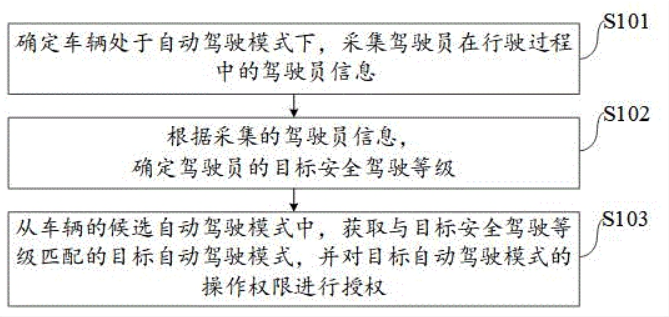 S101
确定车辆处于自动驾驶模式下，采集驾驶员在行驶过程
中的驾驶员信息
S102
根据采集的驾驶员信息，
确定驾驶员的目标安全驾驶等级
S103
从车辆的候选自动驾驶模式中，获取与目标安全驾驶等
级匹配的目标自动驾驶模式，并对目标自动驾驶模式的
操作权限进行授权